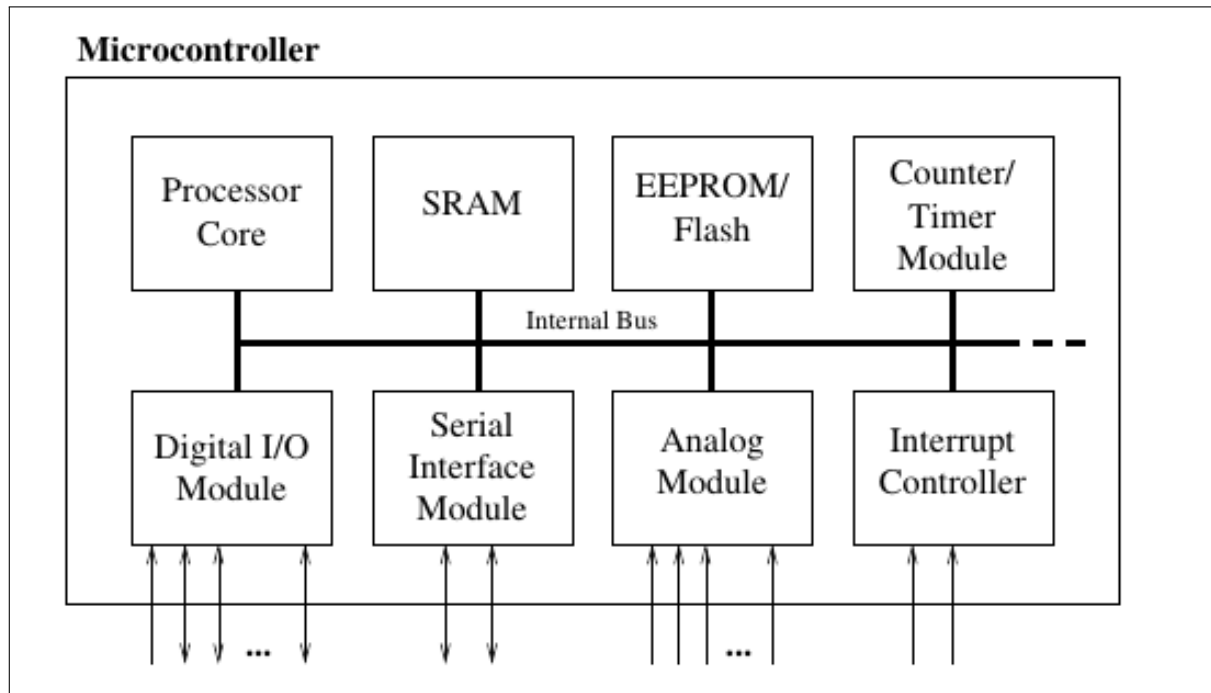 Microcontroller
Processor
Core
SRAM
EEPROM/
Flash
Counter/
Timer
Module
Internal Bus
Digital I/O
Module
Serial
Interface
Module
Analog
Module
Interrupt
Controller
...
...